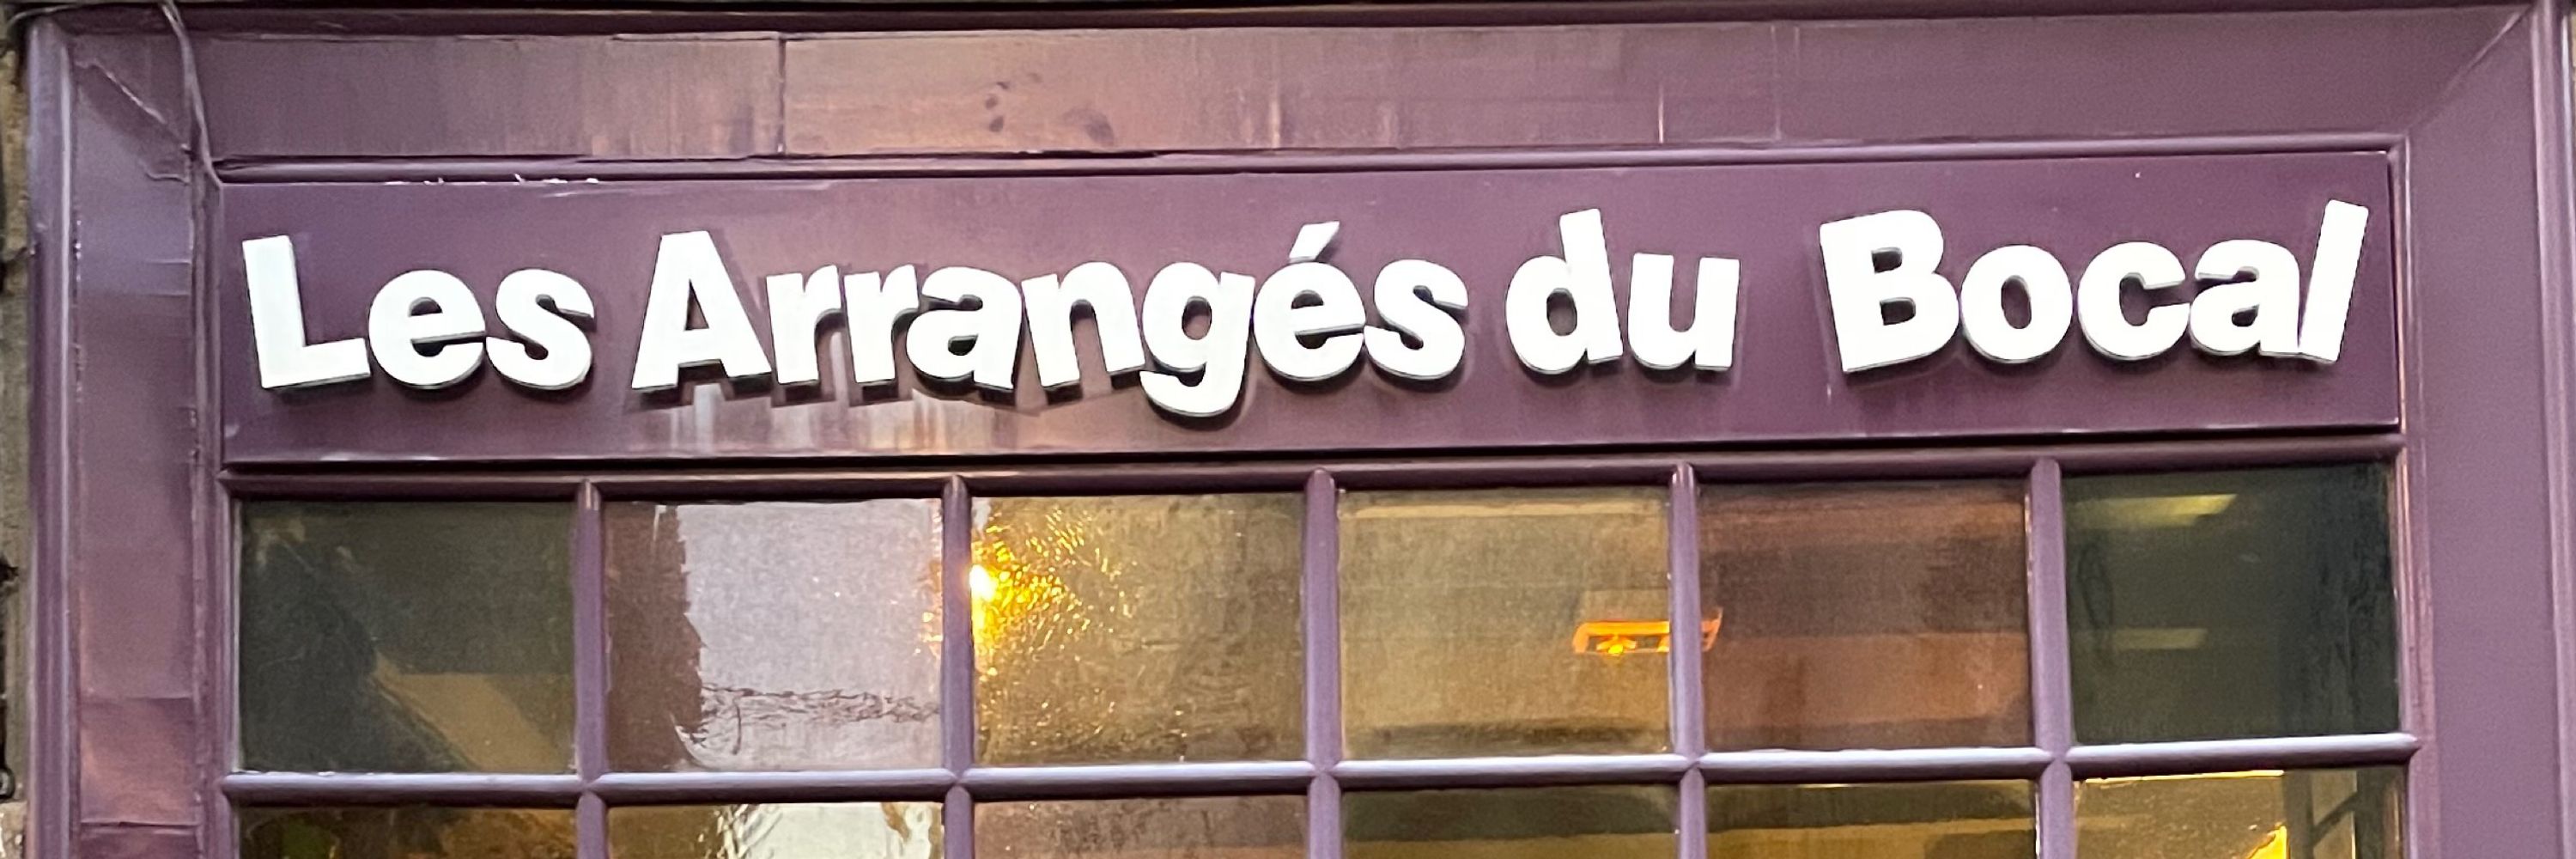 Les Arrangés du Bocal